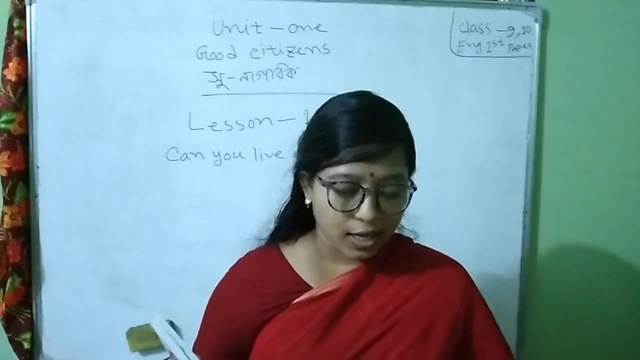 Unit - one
Good citizens
সু-নাগরিক
Lesson - 1
Can you live
Class - 9, 10
Eng 1st Paper